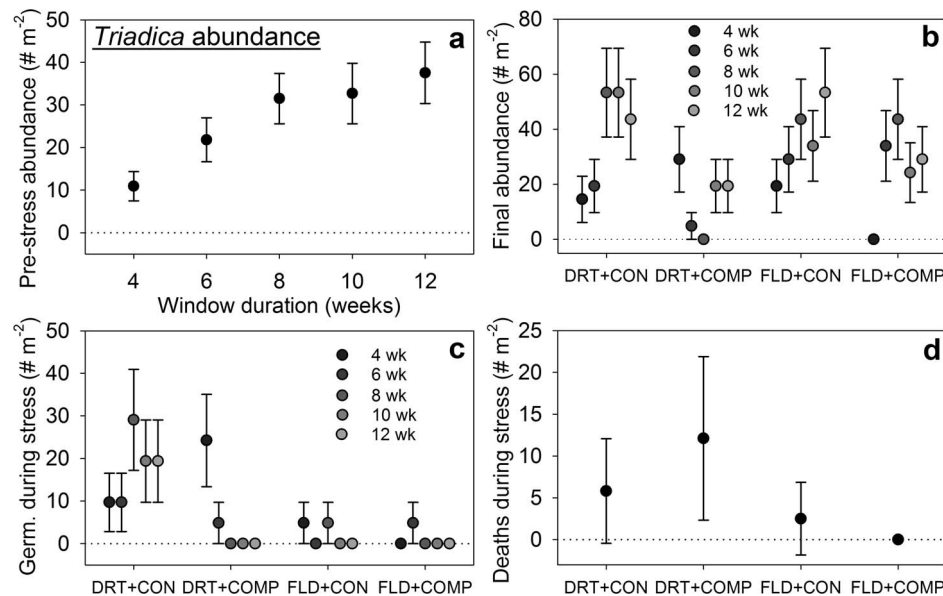 Triadica abundance
a
Pre-stress abundance (# m⁻²)
50
40
30
20
10
0
4
6
8
10
12
Window duration (weeks)
b
Final abundance (# m⁻²)
80
60
40
20
0
4 wk
6 wk
8 wk
10 wk
12 wk
DRT+CON
DRT+COMP
FLD+CON
FLD+COMP
c
Germ. during stress (# m⁻²)
50
40
30
20
10
0
4 wk
6 wk
8 wk
10 wk
12 wk
DRT+CON
DRT+COMP
FLD+CON
FLD+COMP
d
Deaths during stress (# m⁻²)
25
20
15
10
5
0
DRT+CON
DRT+COMP
FLD+CON
FLD+COMP